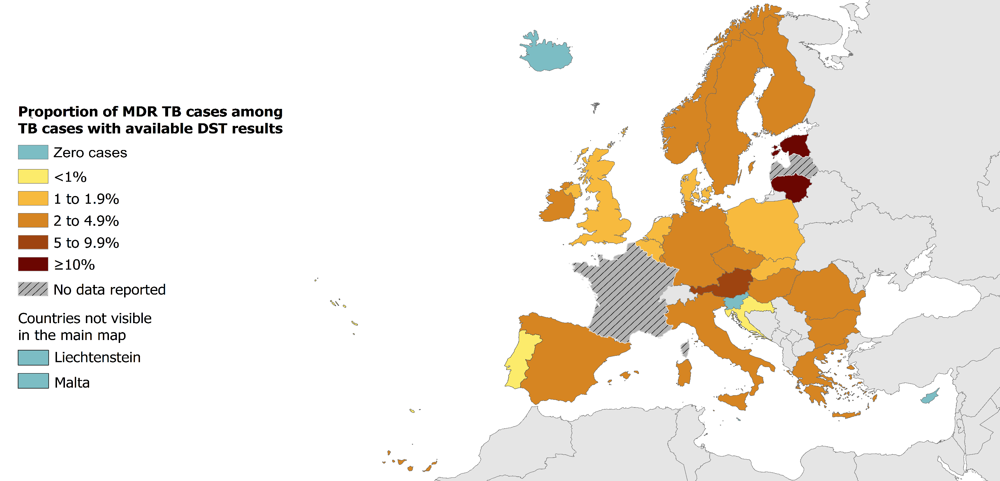 Proportion of MDR TB cases among
TB cases with available DST results
Zero cases
<1%
1 to 1.9%
2 to 4.9%
5 to 9.9%
≥10%
No data reported
Countries not visible
in the main map
Liechtenstein
Malta